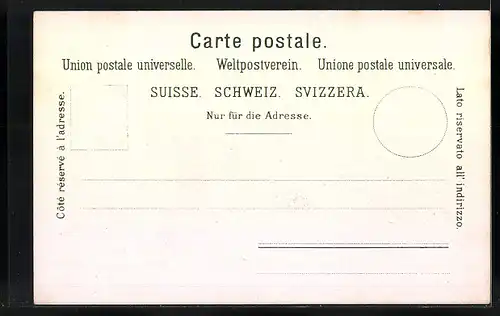 Carte postale.
Union postale universelle. Weltpostverein. Unione postale universale.
SUISSE. SCHWEIZ. SVIZZERA.
Nur für die Adresse.
Côté réservé à l'adresse.
Lato riservato all' indirizzo.